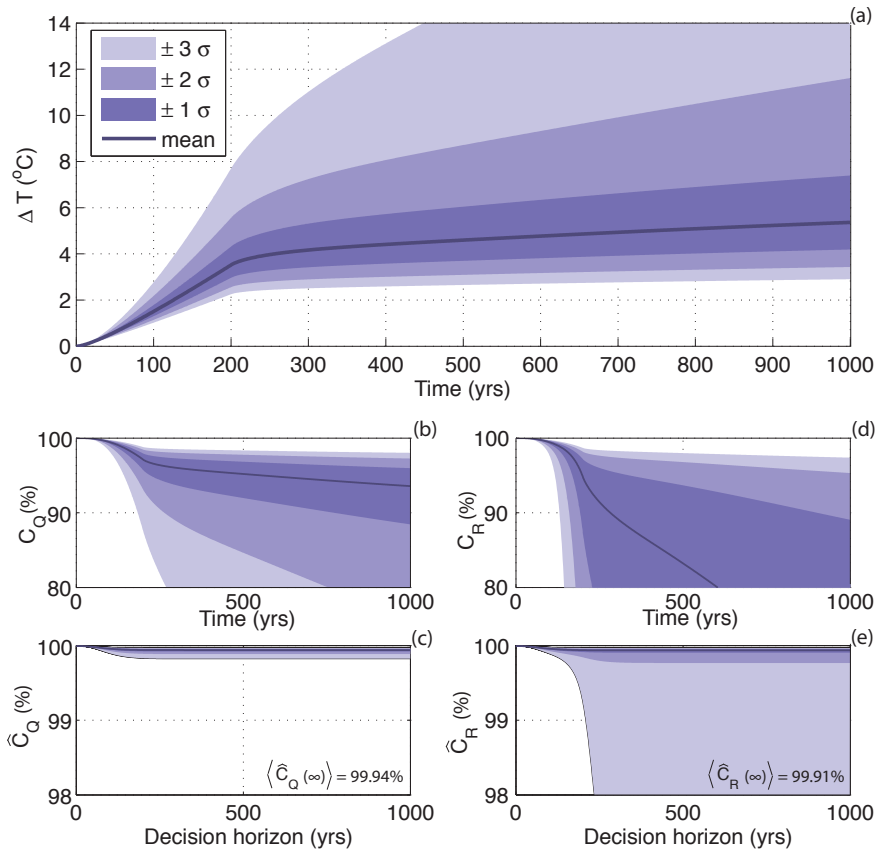 (a)
14
12
10
8
6
4
2
0
Δ T (°C)
± 3 σ
± 2 σ
± 1 σ
mean
0 100 200 300 400 500 600 700 800 900 1000
Time (yrs)
(b)
100
90
80
C_Q (%)
0 500 1000
Time (yrs)
(d)
100
90
80
C_R (%)
0 500 1000
Time (yrs)
(c)
100
99
98
Ĉ_Q (%)
⟨Ĉ_Q (∞)⟩ = 99.94%
0 500 1000
Decision horizon (yrs)
(e)
100
99
98
Ĉ_R (%)
⟨Ĉ_R (∞)⟩ = 99.91%
0 500 1000
Decision horizon (yrs)